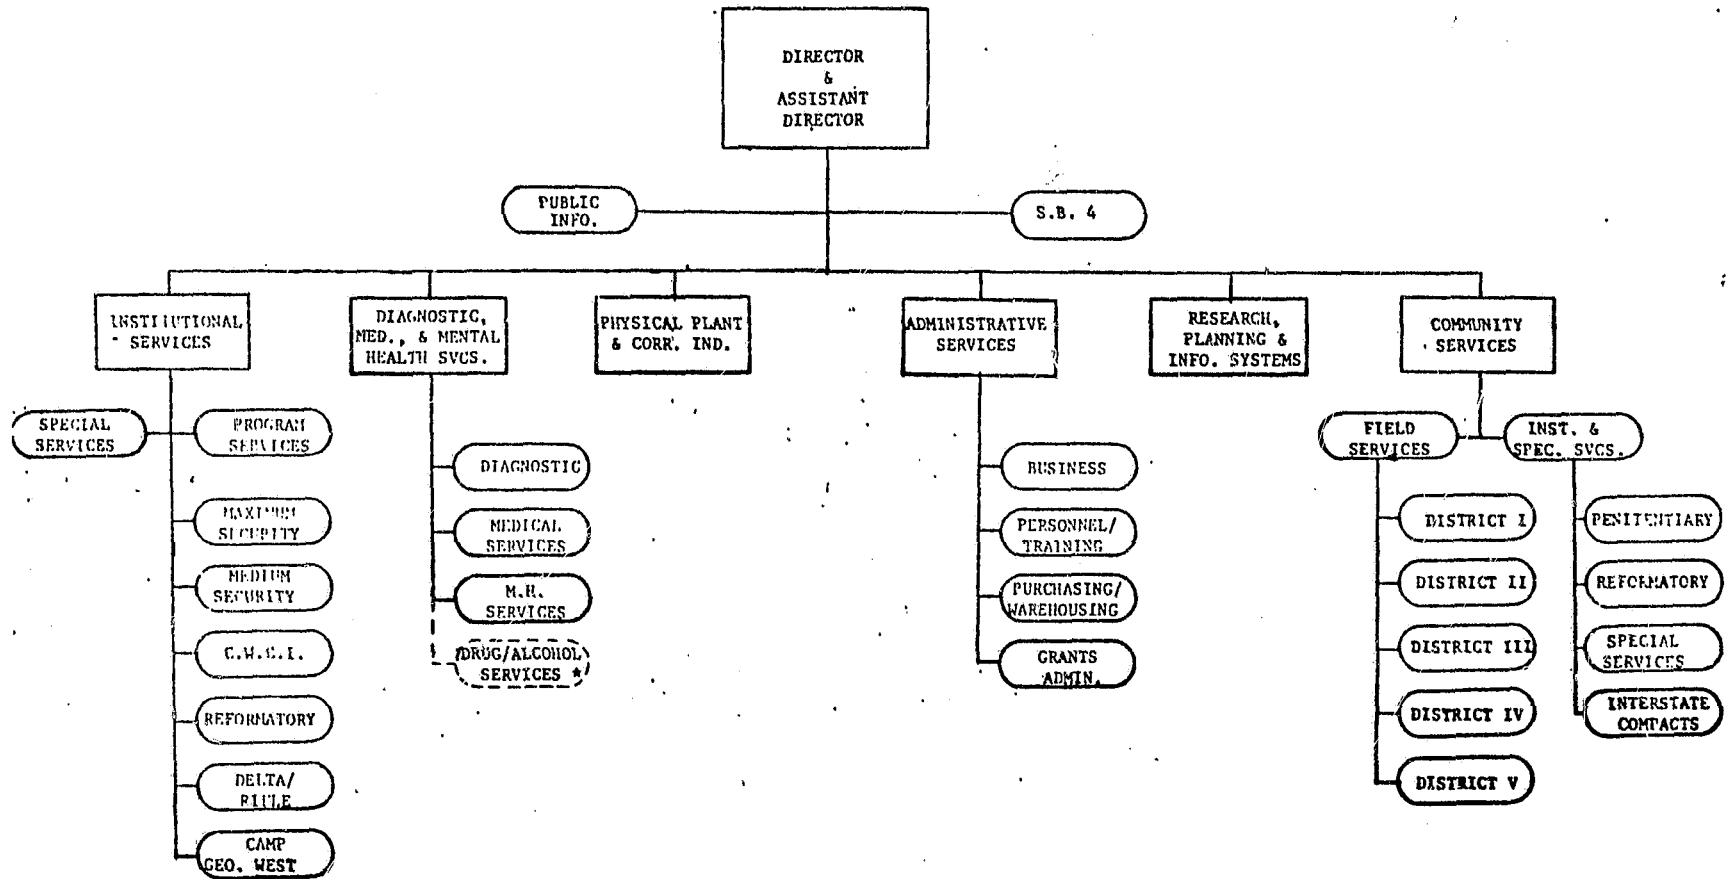 DIRECTOR
&
ASSISTANT
DIRECTOR
PUBLIC
INFO.
S.B. 4
INSTITUTIONAL
SERVICES
DIAGNOSTIC,
MED., & MENTAL
HEALTH SVCS.
PHYSICAL PLANT
& CORR. IND.
ADMINISTRATIVE
SERVICES
RESEARCH,
PLANNING &
INFO. SYSTEMS
COMMUNITY
SERVICES
SPECIAL
SERVICES
PROGRAM
SERVICES
MAXIMUM
SECURITY
MEDIUM
SECURITY
C.W.C.I.
REFORMATORY
DELTA/
CAMP
GEO. WEST
DIAGNOSTIC
MEDICAL
SERVICES
M.H.
SERVICES
DRUG/ALCOHOL
SERVICES *
BUSINESS
PERSONNEL/
TRAINING
PURCHASING/
WAREHOUSING
GRANTS
ADMIN.
FIELD
SERVICES
DISTRICT I
DISTRICT II
DISTRICT III
DISTRICT IV
DISTRICT V
INST. &
SPEC. SVCS.
PENITENTIARY
REFORMATORY
SPECIAL
SERVICES
INTERSTATE
COMPACTS